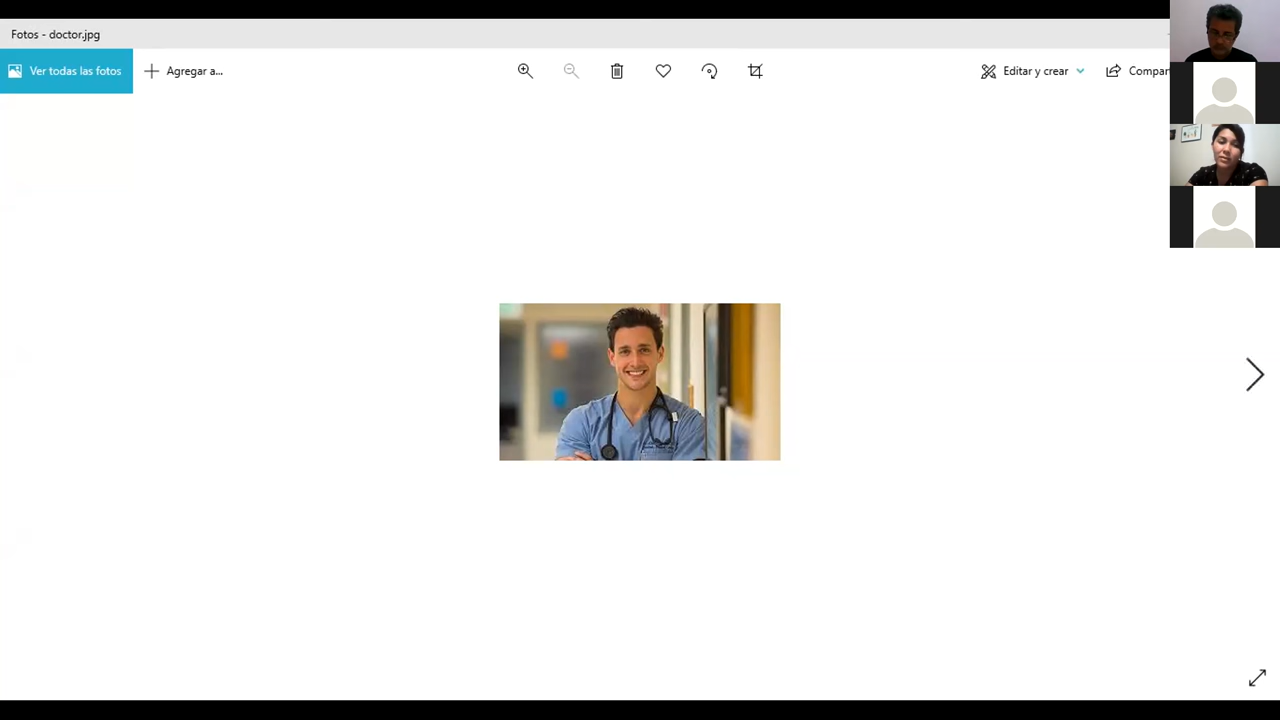 Fotos - doctor.jpg
Ver todas las fotos
Agregar a...
Editar y crear
Compar